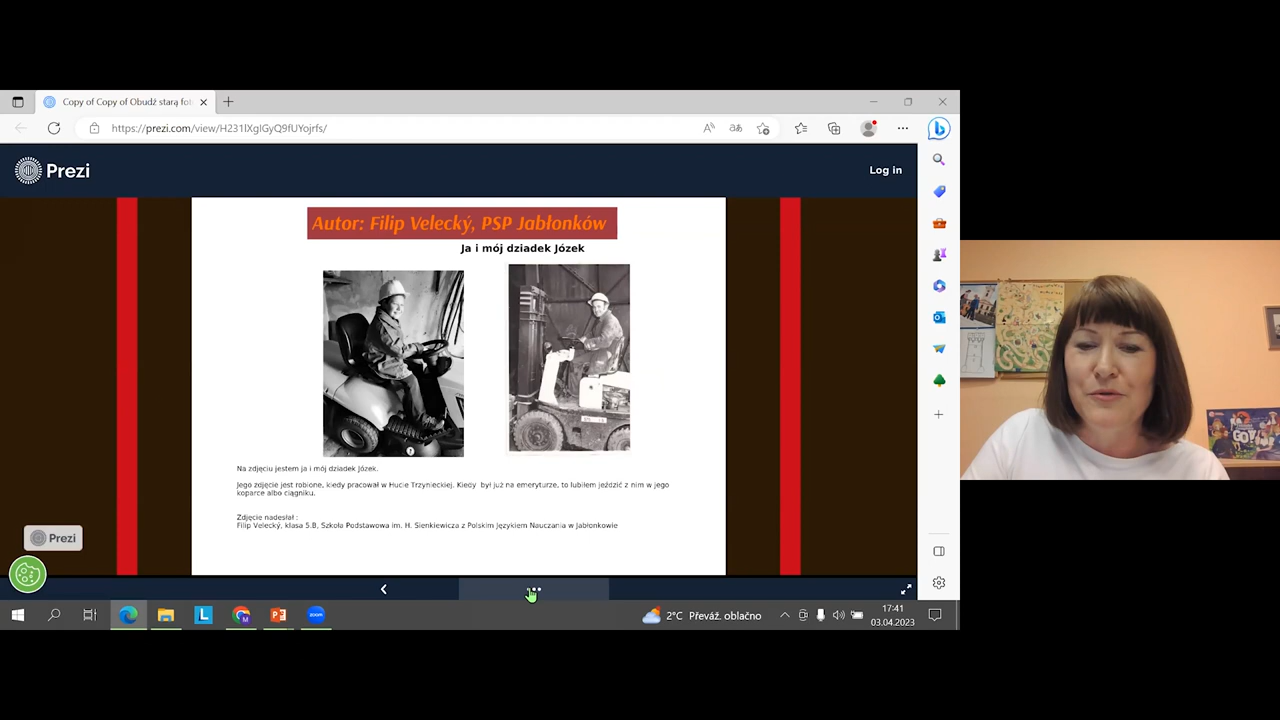 Copy of Copy of Obudź starą fot
https://prezi.com/view/H231IXgIGyQ9fUYojrfs/
Prezi
Log in
Autor: Filip Velecký, PSP Jabłonków
Ja i mój dziadek Józek
Na zdjęciu jestem ja i mój dziadek Józek.
Jego zdjęcie jest robione, kiedy pracował w Hucie Trzynieckiej. Kiedy był już na emeryturze, to lubiłem jeździć z nim w jego
koparce albo ciągniku.
Zdjęcie nadesłał :
Filip Velecký, klasa 5.B, Szkoła Podstawowa im. H. Sienkiewicza z Polskim Językiem Nauczania w Jabłonkowie
Prezi
zoom
2°C Převáž. oblačno
17:41
03.04.2023
GO!